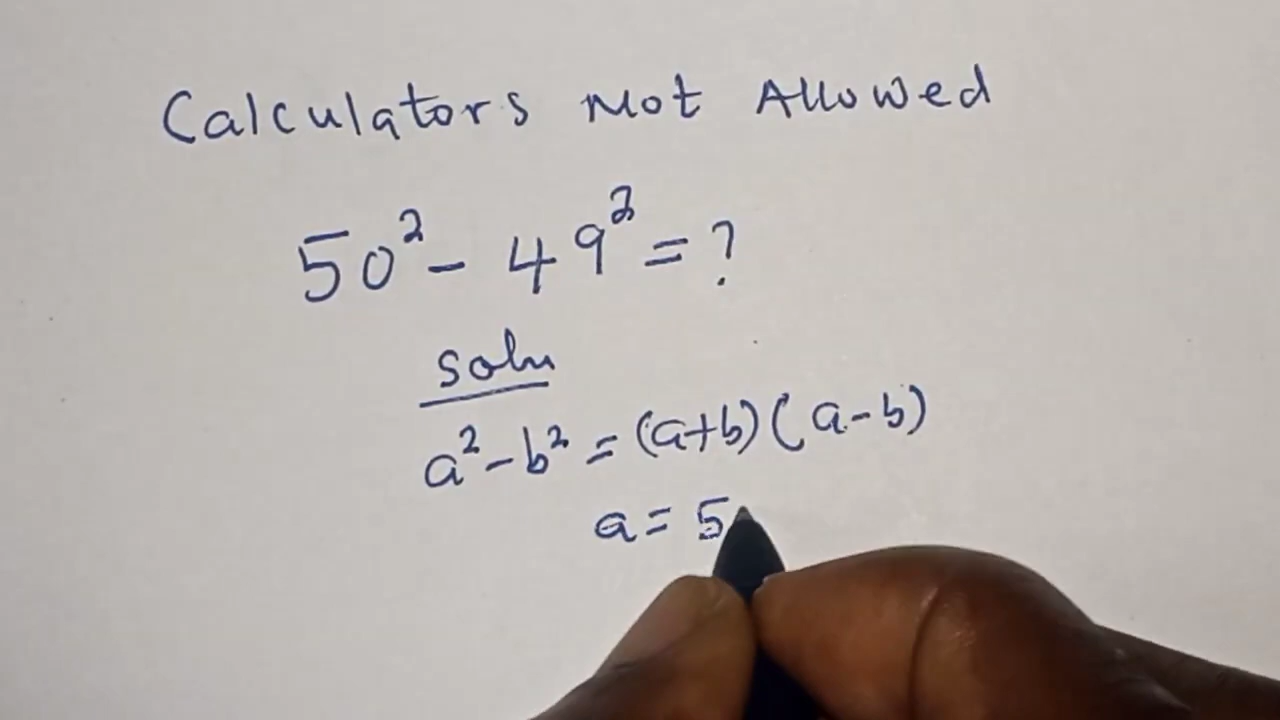 Calculators Not Allowed
50² - 49² = ?
Soln
a² - b² = (a+b)(a-b)
a = 5